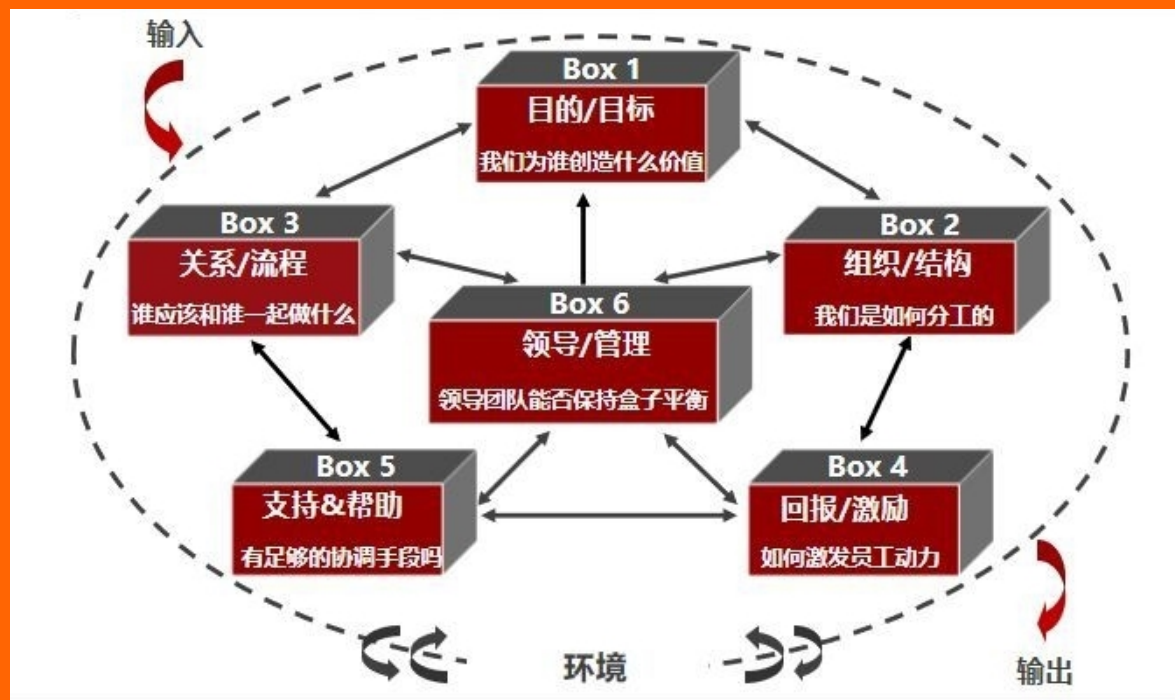 输入
Box 1
目的/目标
我们为谁创造什么价值
Box 3
关系/流程
谁应该和谁一起做什么
Box 2
组织/结构
我们是如何分工的
Box 6
领导/管理
领导团队能否保持盒子平衡
Box 5
支持&帮助
有足够的协调手段吗
Box 4
回报/激励
如何激发员工动力
环境
输出